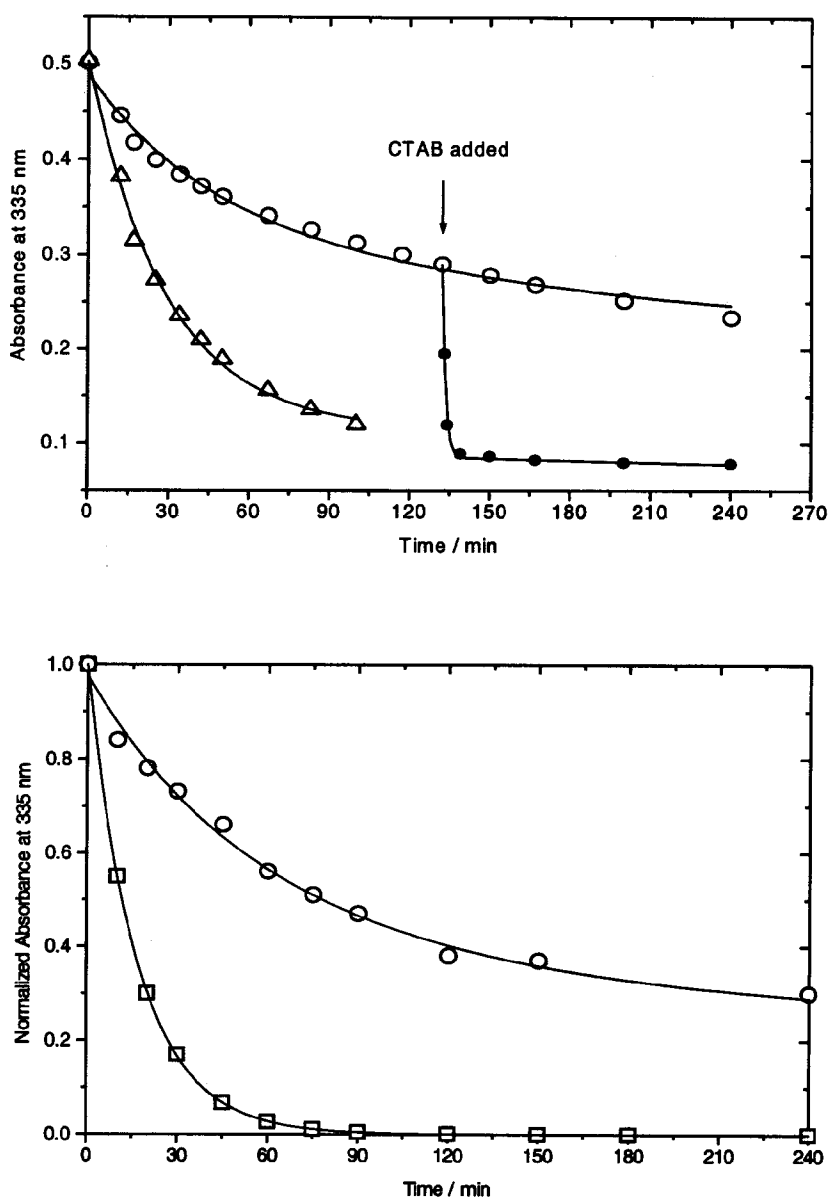 0.5
0.4
0.3
0.2
0.1
Absorbance at 335 nm
CTAB added
0 30 60 90 120 150 180 210 240 270
Time / min
1.0
0.8
0.6
0.4
0.2
0.0
Normalized Absorbance at 335 nm
0 30 60 90 120 150 180 210 240
Time / min